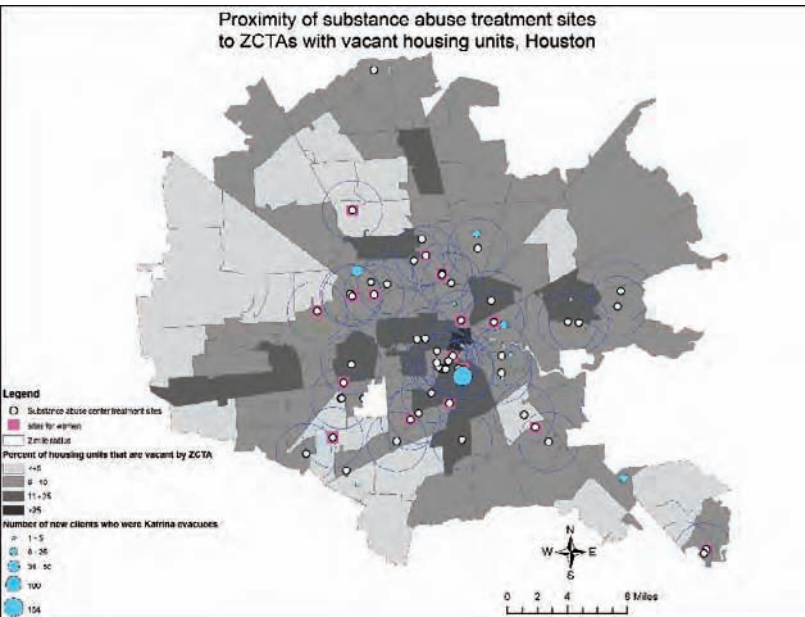 Proximity of substance abuse treatment sites
to ZCTAs with vacant housing units, Houston
Legend
Substance abuse center treatment sites
sites for women
2 mile radius
Percent of housing units that are vacant by ZCTA
11 - 25
>25
Number of new clients who were Katrina evacuees
1 - 5
100
184
N
W E
S
0 2 4 8 Miles